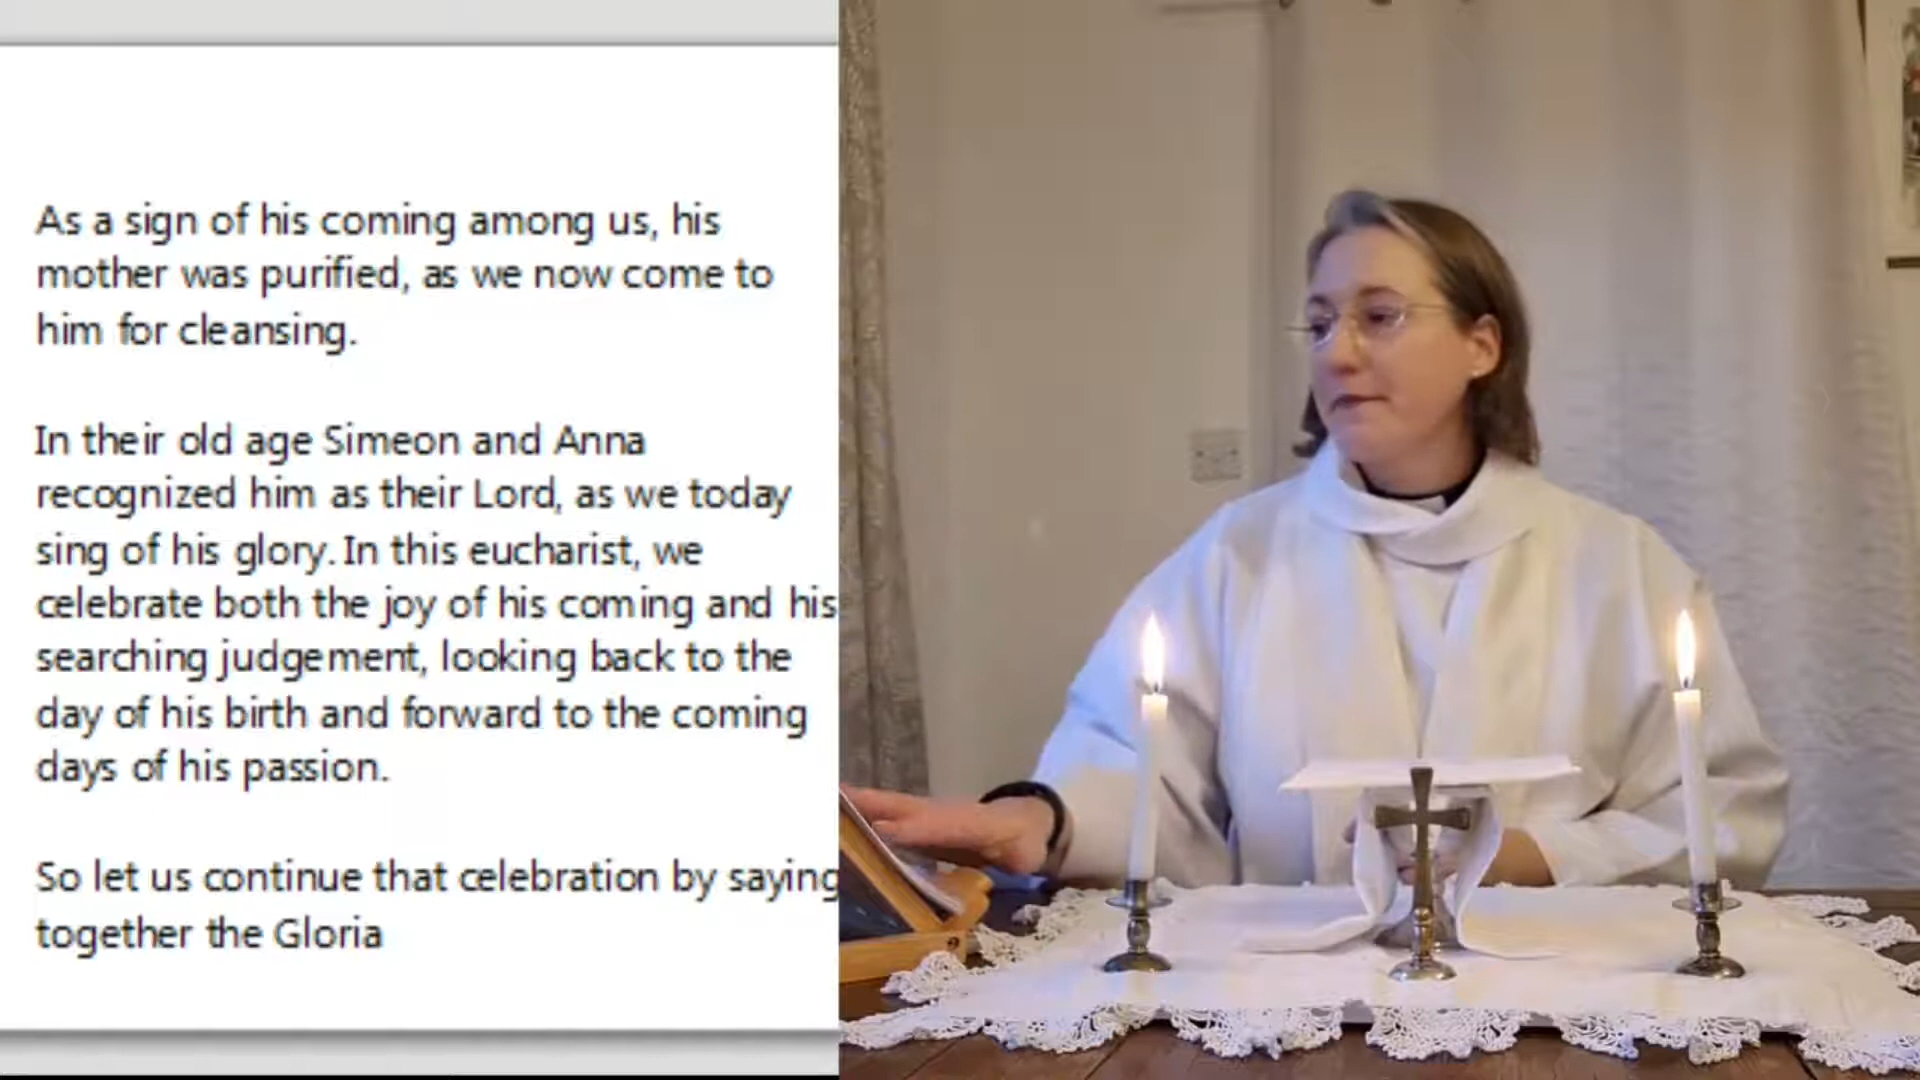 As a sign of his coming among us, his
mother was purified, as we now come to
him for cleansing.
In their old age Simeon and Anna
recognized him as their Lord, as we today
sing of his glory. In this eucharist, we
celebrate both the joy of his coming and his
searching judgement, looking back to the
day of his birth and forward to the coming
days of his passion.
So let us continue that celebration by saying
together the Gloria